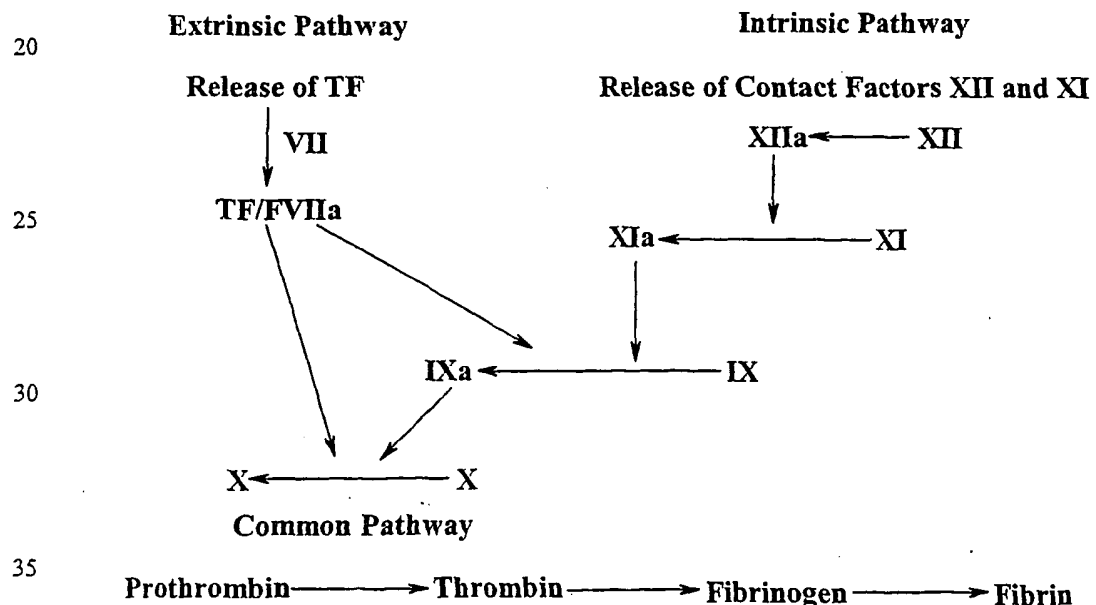 Extrinsic Pathway Intrinsic Pathway
20
Release of TF Release of Contact Factors XII and XI
VII XIIa XII
TF/FVIIa
25
XIa XI
IXa IX
30
X X
Common Pathway
35
Prothrombin Thrombin Fibrinogen Fibrin